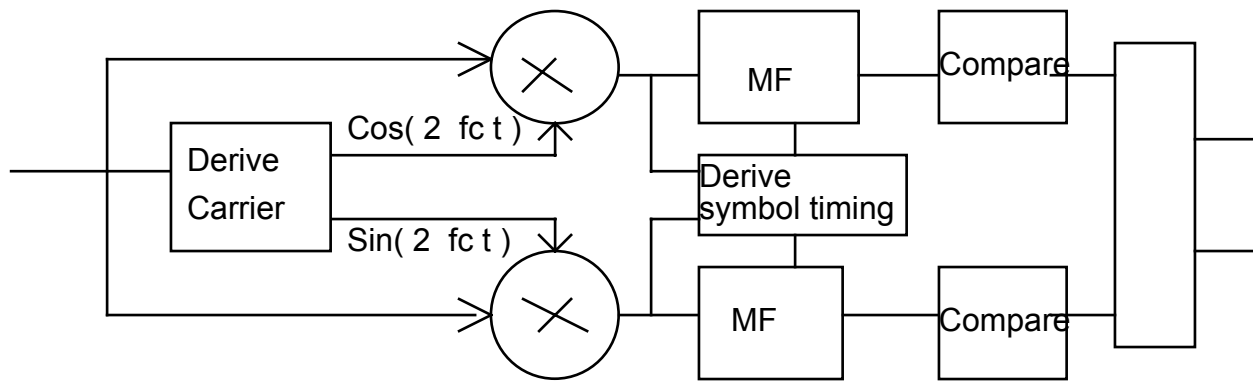 MF
Compare
Cos( 2 fc t )
Derive
Carrier
Derive
symbol timing
Sin( 2 fc t )
MF
Compare